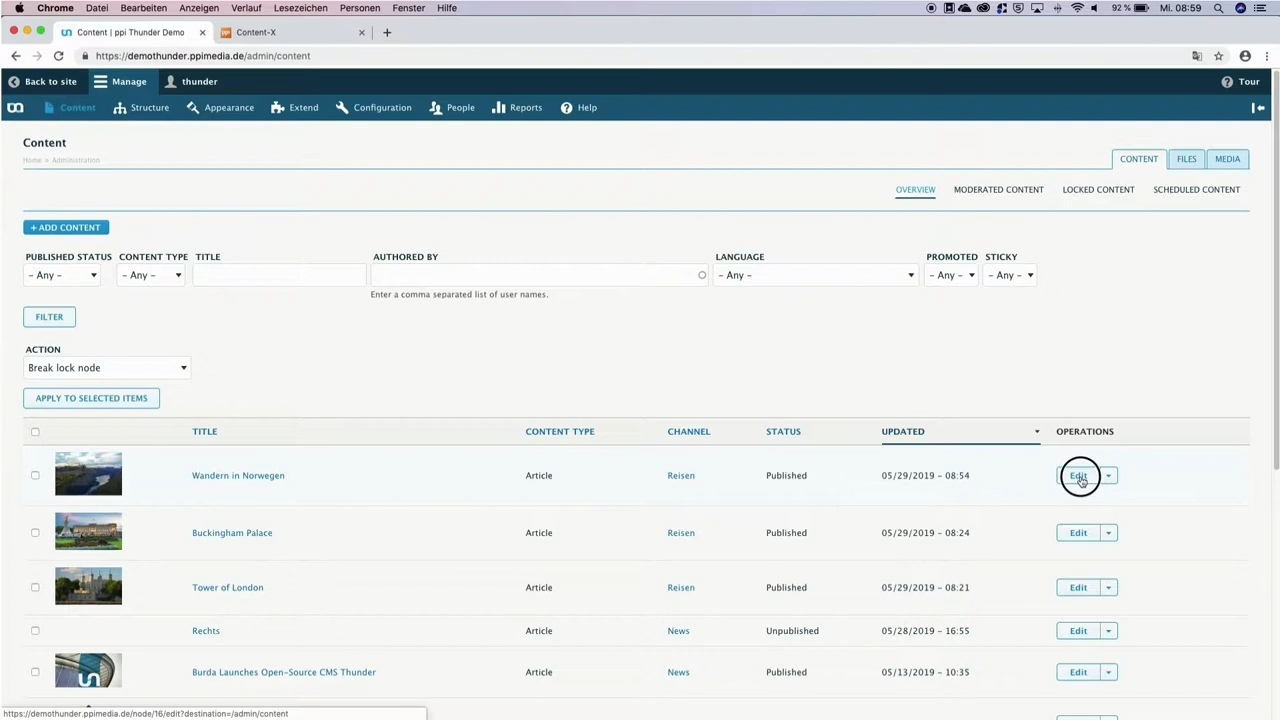 Chrome Datei Bearbeiten Anzeigen Verlauf Lesezeichen Personen Fenster Hilfe 92 % Mi. 08:59
Content | ppi Thunder Demo Content-X
https://demothunder.ppimedia.de/admin/content
Back to site Manage thunder Tour
Content Structure Appearance Extend Configuration People Reports Help
Content
Home » Administration
CONTENT FILES MEDIA
OVERVIEW MODERATED CONTENT LOCKED CONTENT SCHEDULED CONTENT
+ ADD CONTENT
PUBLISHED STATUS CONTENT TYPE TITLE AUTHORED BY LANGUAGE PROMOTED STICKY
- Any - - Any - - Any - - Any - - Any -
Enter a comma separated list of user names.
FILTER
ACTION
Break lock node
APPLY TO SELECTED ITEMS
TITLE CONTENT TYPE CHANNEL STATUS UPDATED OPERATIONS
Wandern in Norwegen Article Reisen Published 05/29/2019 - 08:54 Edit
Buckingham Palace Article Reisen Published 05/29/2019 - 08:24 Edit
Tower of London Article Reisen Published 05/29/2019 - 08:21 Edit
Rechts Article News Unpublished 05/28/2019 - 16:55 Edit
Burda Launches Open-Source CMS Thunder Article News Published 05/13/2019 - 10:35 Edit
https://demothunder.ppimedia.de/node/16/edit?destination=/admin/content